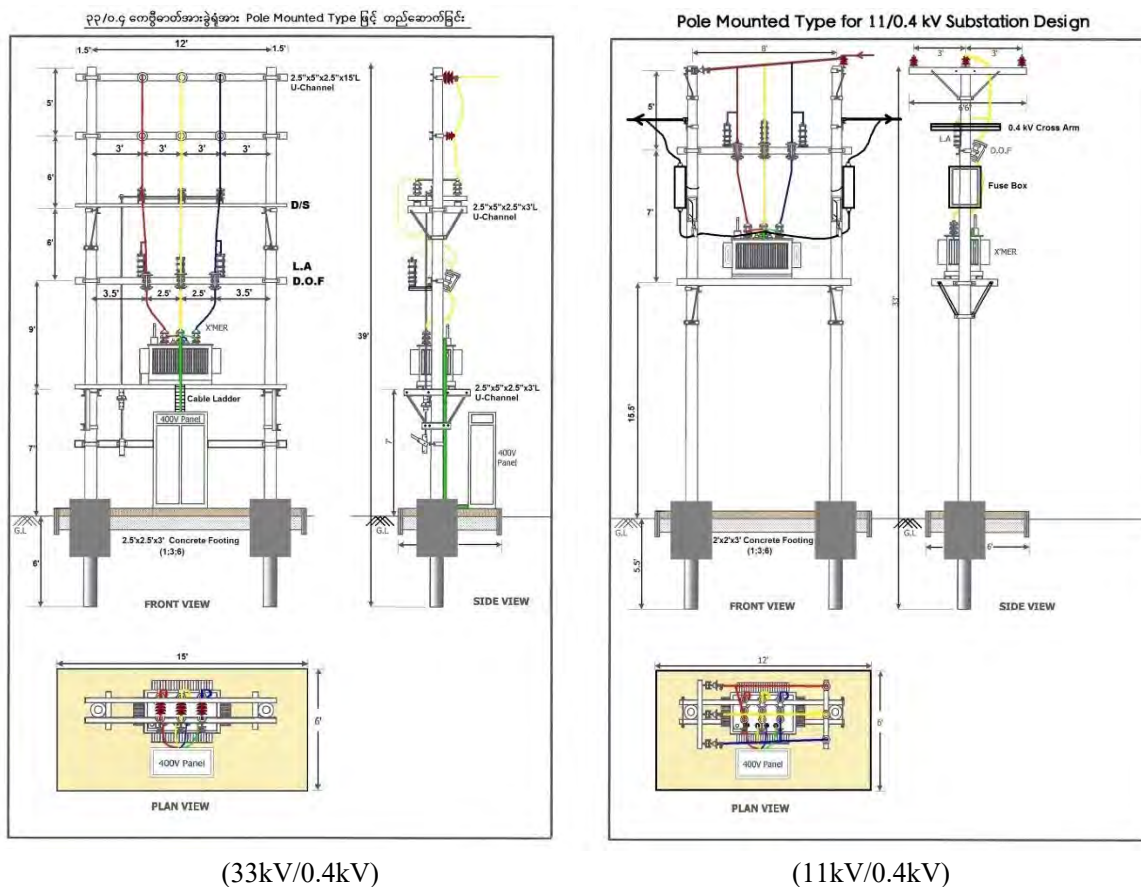 ၃၃/၀.၄ ကေဗွီဓာတ်အားခွဲရုံအား Pole Mounted Type ဖြင့် တည်ဆောက်ခြင်း
1.5'
12'
1.5'
2.5"x5"x2.5"x15'L
U-Channel
5'
3'
3'
3'
3'
6'
D/S
2.5"x5"x2.5"x3'L
U-Channel
6'
L.A
D.O.F
3.5'
2.5'
2.5'
3.5'
39'
9'
X'MER
Cable Ladder
2.5"x5"x2.5"x3'L
U-Channel
400V Panel
7'
7'
400V
Panel
G.L
G.L
2.5'x2.5'x3' Concrete Footing
(1;3;6)
6'
FRONT VIEW
SIDE VIEW
15'
6'
400V Panel
PLAN VIEW
(33kV/0.4kV)
Pole Mounted Type for 11/0.4 kV Substation Design
8'
3'
3'
5'
6'6'
0.4 kV Cross Arm
L.A
D.O.F
Fuse Box
7'
X'MER
33'
15.5'
G.L
G.L
2'x2'x3' Concrete Footing
(1;3;6)
6'
5.5'
FRONT VIEW
SIDE VIEW
12'
6'
400V Panel
PLAN VIEW
(11kV/0.4kV)